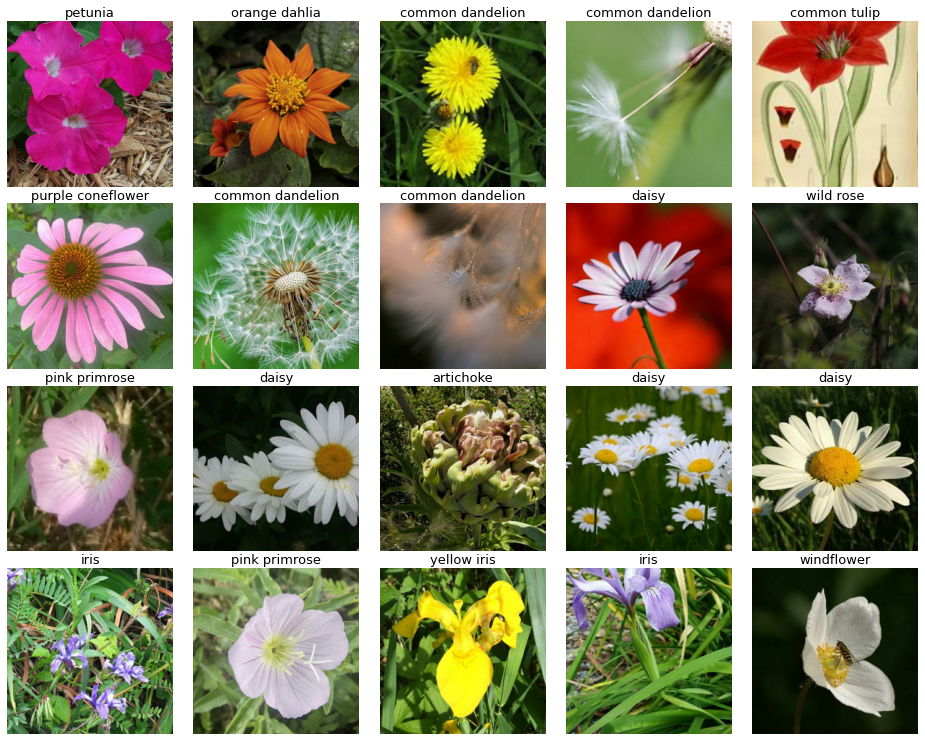 petunia
orange dahlia
common dandelion
common dandelion
common tulip
purple coneflower
common dandelion
common dandelion
daisy
wild rose
pink primrose
daisy
artichoke
daisy
daisy
iris
pink primrose
yellow iris
iris
windflower